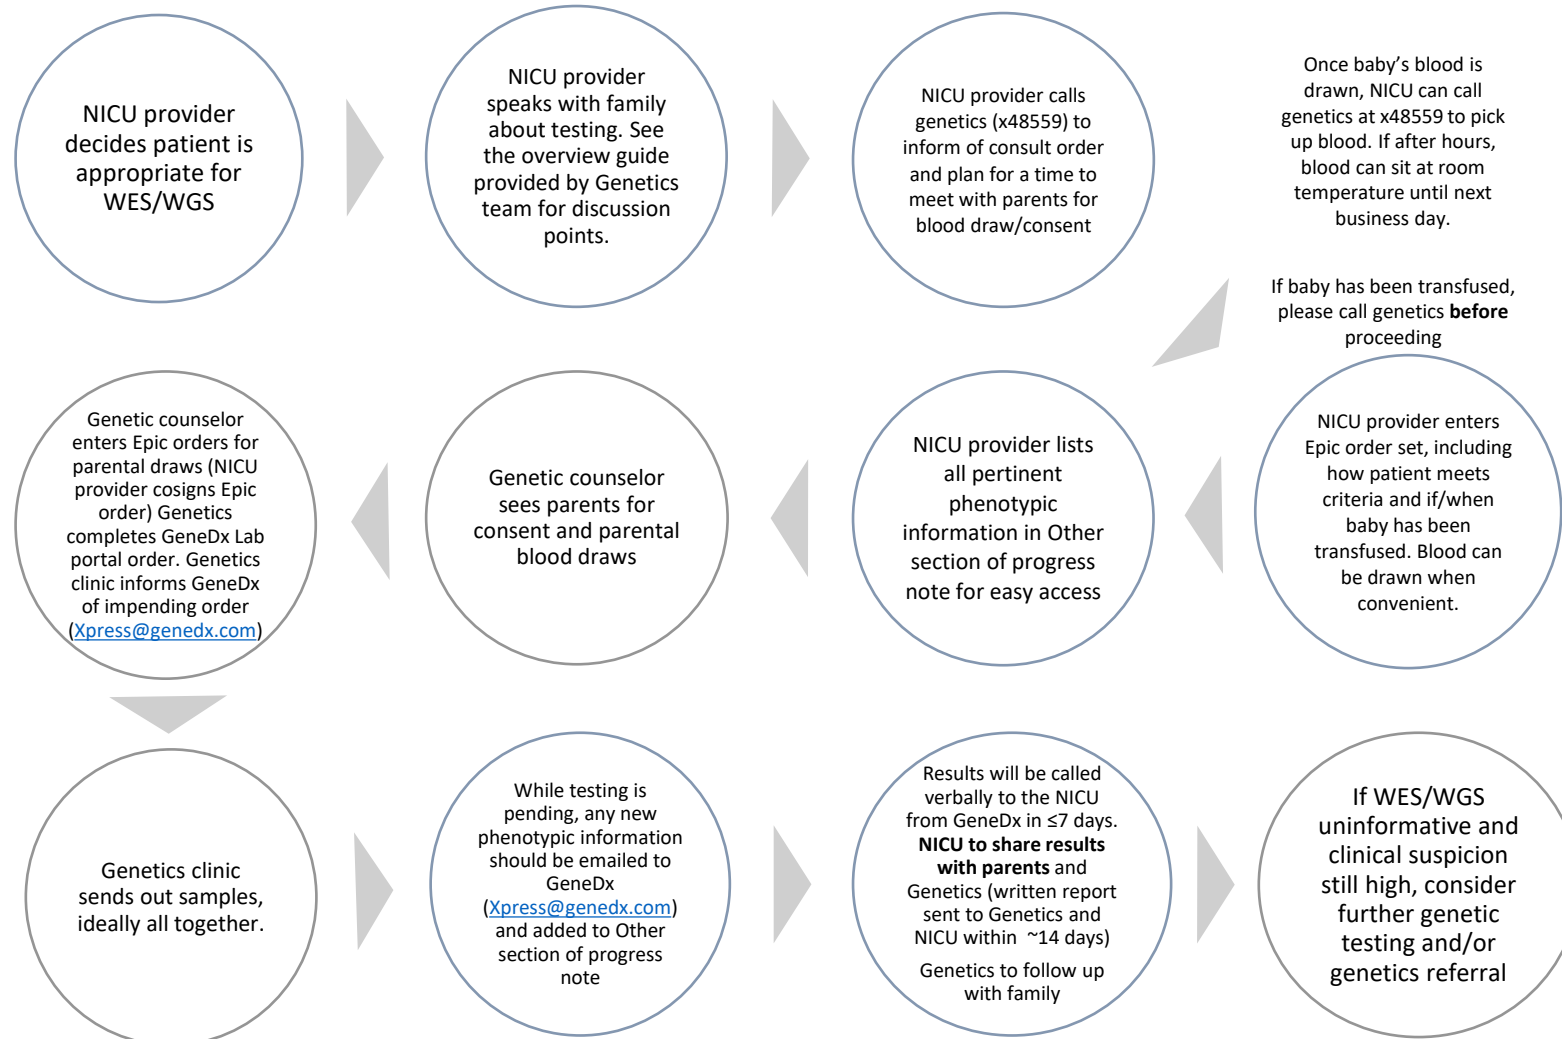 NICU provider
decides patient is
appropriate for
WES/WGS
NICU provider
speaks with family
about testing. See
the overview guide
provided by Genetics
team for discussion
points.
NICU provider calls
genetics (x48559) to
inform of consult order
and plan for a time to
meet with parents for
blood draw/consent
Once baby's blood is
drawn, NICU can call
genetics at x48559 to pick
up blood. If after hours,
blood can sit at room
temperature until next
business day.
If baby has been transfused,
please call genetics before
proceeding
NICU provider enters
Epic order set, including
how patient meets
criteria and if/when
baby has been
transfused. Blood can
be drawn when
convenient.
NICU provider lists
all pertinent
phenotypic
information in Other
section of progress
note for easy access
Genetic counselor
sees parents for
consent and parental
blood draws
Genetic counselor
enters Epic orders for
parental draws (NICU
provider cosigns Epic
order) Genetics
completes GeneDx Lab
portal order. Genetics
clinic informs GeneDx
of impending order
(Xpress@genedx.com)
Genetics clinic
sends out samples,
ideally all together.
While testing is
pending, any new
phenotypic information
should be emailed to
GeneDx
(Xpress@genedx.com)
and added to Other
section of progress
note
Results will be called
verbally to the NICU
from GeneDx in ≤7 days.
NICU to share results
with parents and
Genetics (written report
sent to Genetics and
NICU within ~14 days)
Genetics to follow up
with family
If WES/WGS
uninformative and
clinical suspicion
still high, consider
further genetic
testing and/or
genetics referral